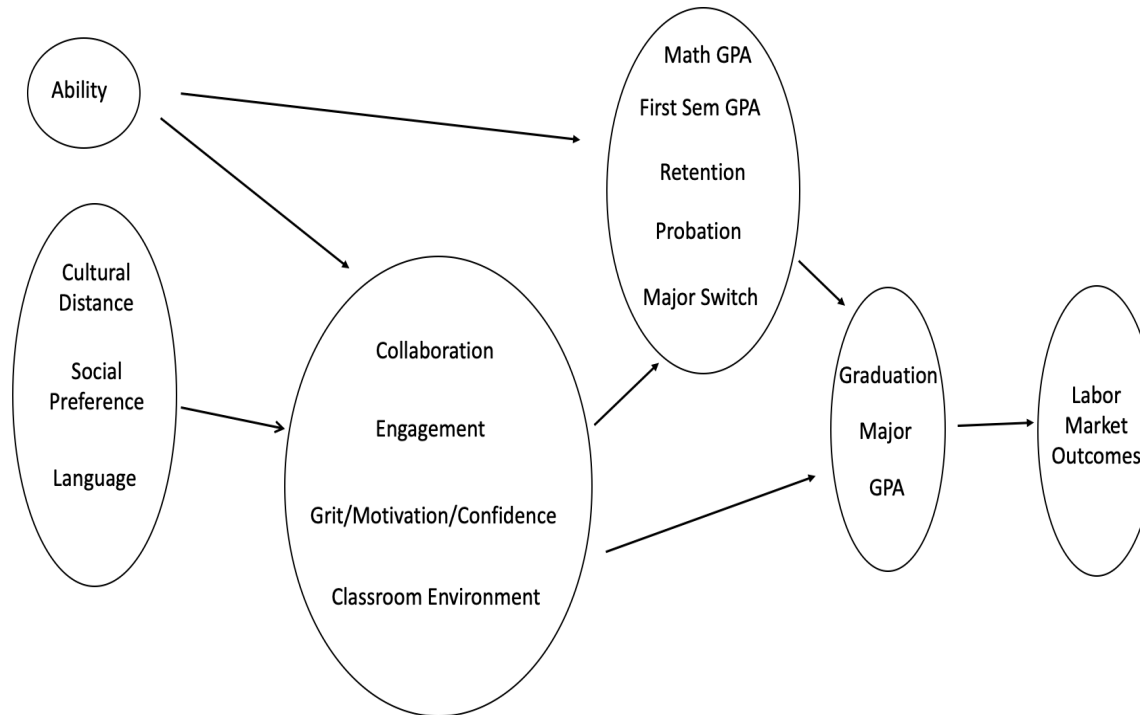 Ability
Cultural
Distance
Social
Preference
Language
Collaboration
Engagement
Grit/Motivation/Confidence
Classroom Environment
Math GPA
First Sem GPA
Retention
Probation
Major Switch
Graduation
Major
GPA
Labor
Market
Outcomes